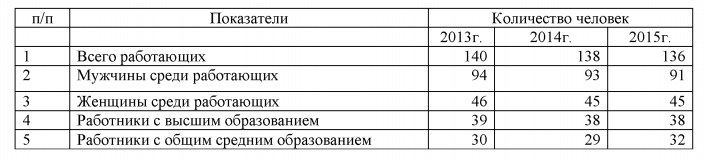 п/п Показатели Количество человек
2013г. 2014г. 2015г.
1 Всего работающих 140 138 136
2 Мужчины среди работающих 94 93 91
3 Женщины среди работающих 46 45 45
4 Работники с высшим образованием 39 38 38
5 Работники с общим средним образованием 30 29 32